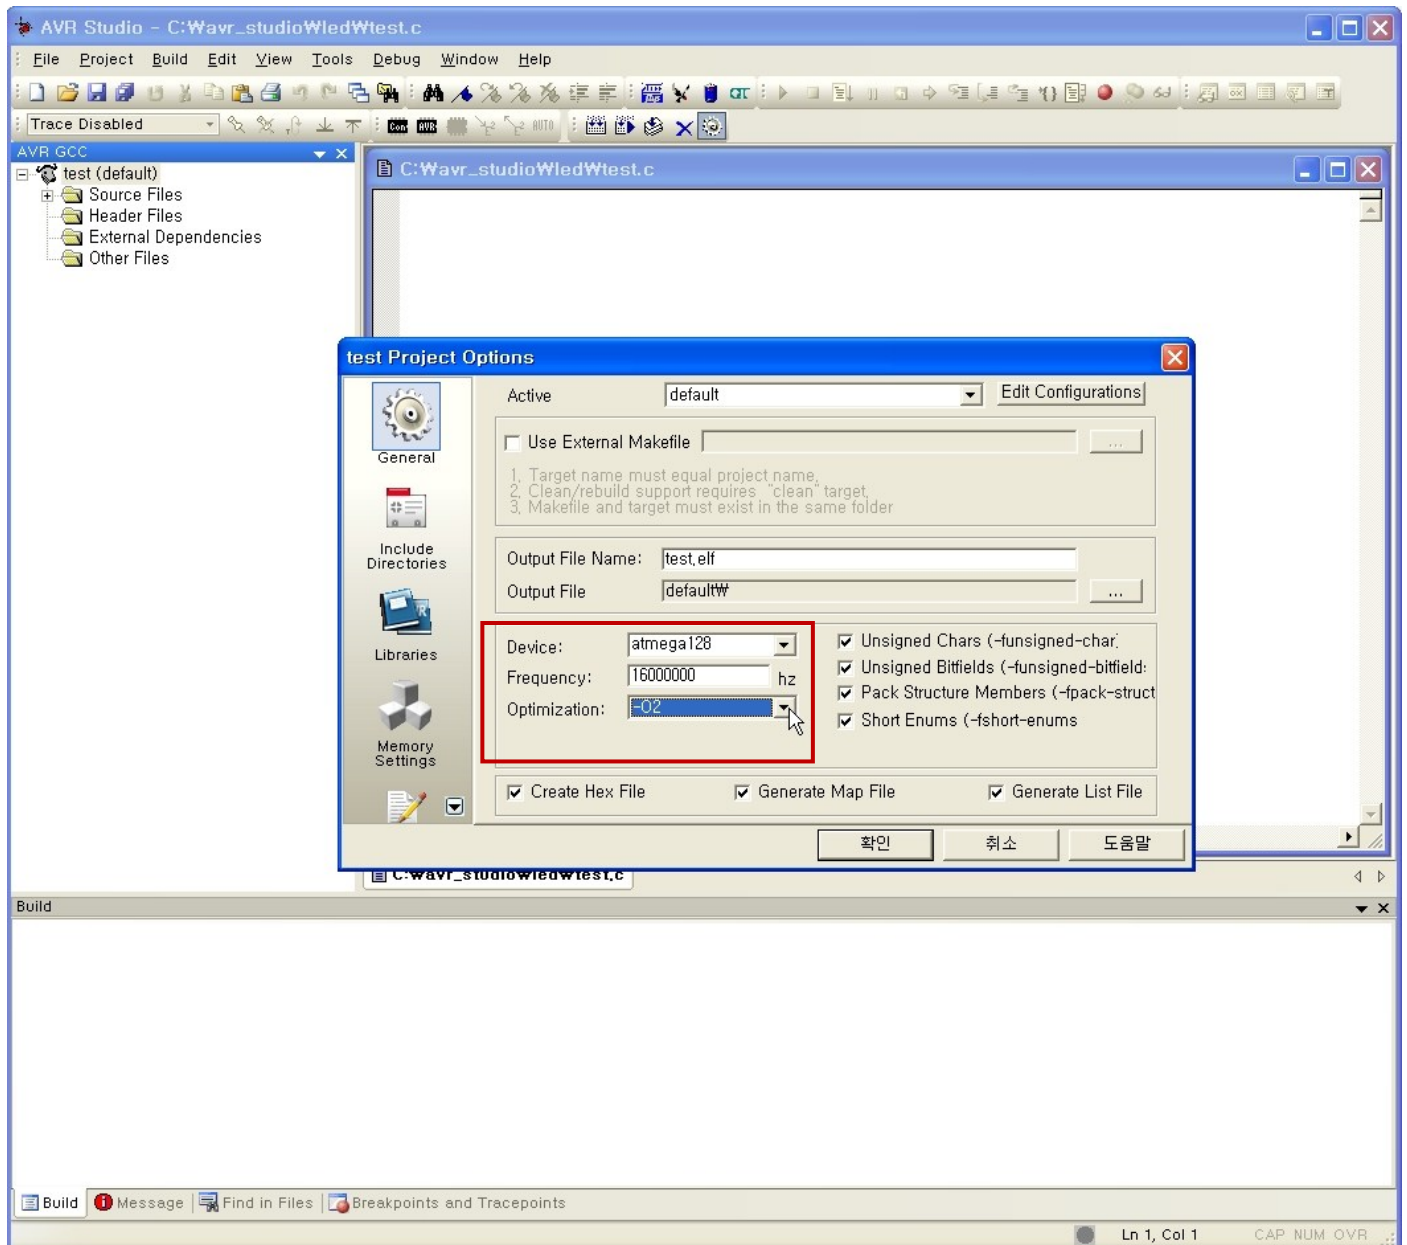 AVR Studio - C:₩avr_studio₩led₩test.c
File Project Build Edit View Tools Debug Window Help
Trace Disabled
Con AVR AUTO
AVR GCC
test (default)
Source Files
Header Files
External Dependencies
Other Files
C:₩avr_studio₩led₩test.c
test Project Options
General
Include
Directories
Libraries
Memory
Settings
Active default Edit Configurations
Use External Makefile ...
1, Target name must equal project name,
2, Clean/rebuild support requires "clean" target,
3, Makefile and target must exist in the same folder
Output File Name: test,elf
Output File default₩ ...
Device: atmega128
Frequency: 16000000 hz
Optimization: -O2
Unsigned Chars (-funsigned-char)
Unsigned Bitfields (-funsigned-bitfield:
Pack Structure Members (-fpack-struct
Short Enums (-fshort-enums
Create Hex File Generate Map File Generate List File
확인 취소 도움말
C:₩avr_studio₩led₩test,c
Build
Build Message Find in Files Breakpoints and Tracepoints
Ln 1, Col 1 CAP NUM OVR